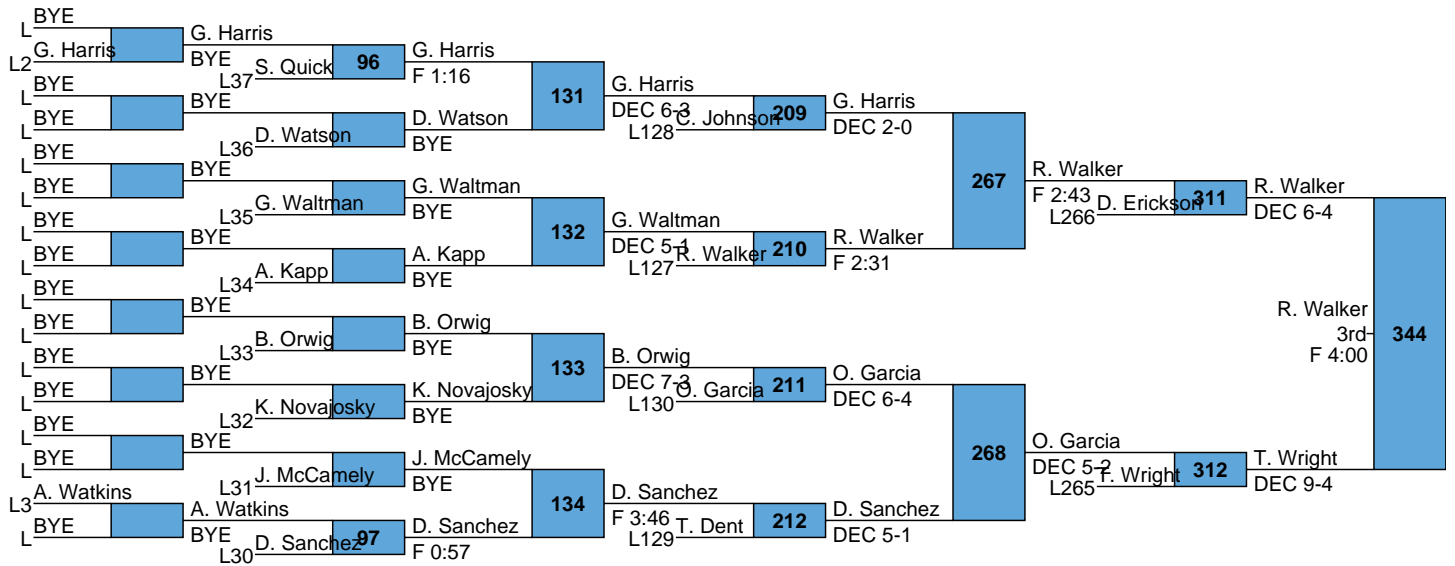 BYE
L
G. Harris
L2
BYE
L
BYE
L
BYE
L
BYE
L
BYE
L
BYE
L
BYE
L
BYE
L
BYE
L
BYE
L
BYE
L
BYE
L
A. Watkins
L3
BYE
L
G. Harris
BYE
S. Quick
L37
BYE
D. Watson
L36
BYE
G. Waltman
L35
BYE
A. Kapp
L34
BYE
B. Orwig
L33
BYE
K. Novajosky
L32
BYE
J. McCamely
L31
A. Watkins
BYE
D. Sanchez
L30
96
97
G. Harris
F 1:16
D. Watson
BYE
G. Waltman
BYE
A. Kapp
BYE
B. Orwig
BYE
K. Novajosky
BYE
J. McCamely
BYE
D. Sanchez
F 0:57
131
132
133
134
G. Harris
DEC 6-3
C. Johnson
L128
G. Waltman
DEC 5-1
R. Walker
L127
B. Orwig
DEC 7-3
O. Garcia
L130
D. Sanchez
F 3:46
T. Dent
L129
209
210
211
212
G. Harris
DEC 2-0
R. Walker
F 2:31
O. Garcia
DEC 6-4
D. Sanchez
DEC 5-1
267
268
R. Walker
F 2:43
D. Erickson
L266
O. Garcia
DEC 5-2
T. Wright
L265
311
312
R. Walker
DEC 6-4
T. Wright
DEC 9-4
R. Walker
3rd
F 4:00
344